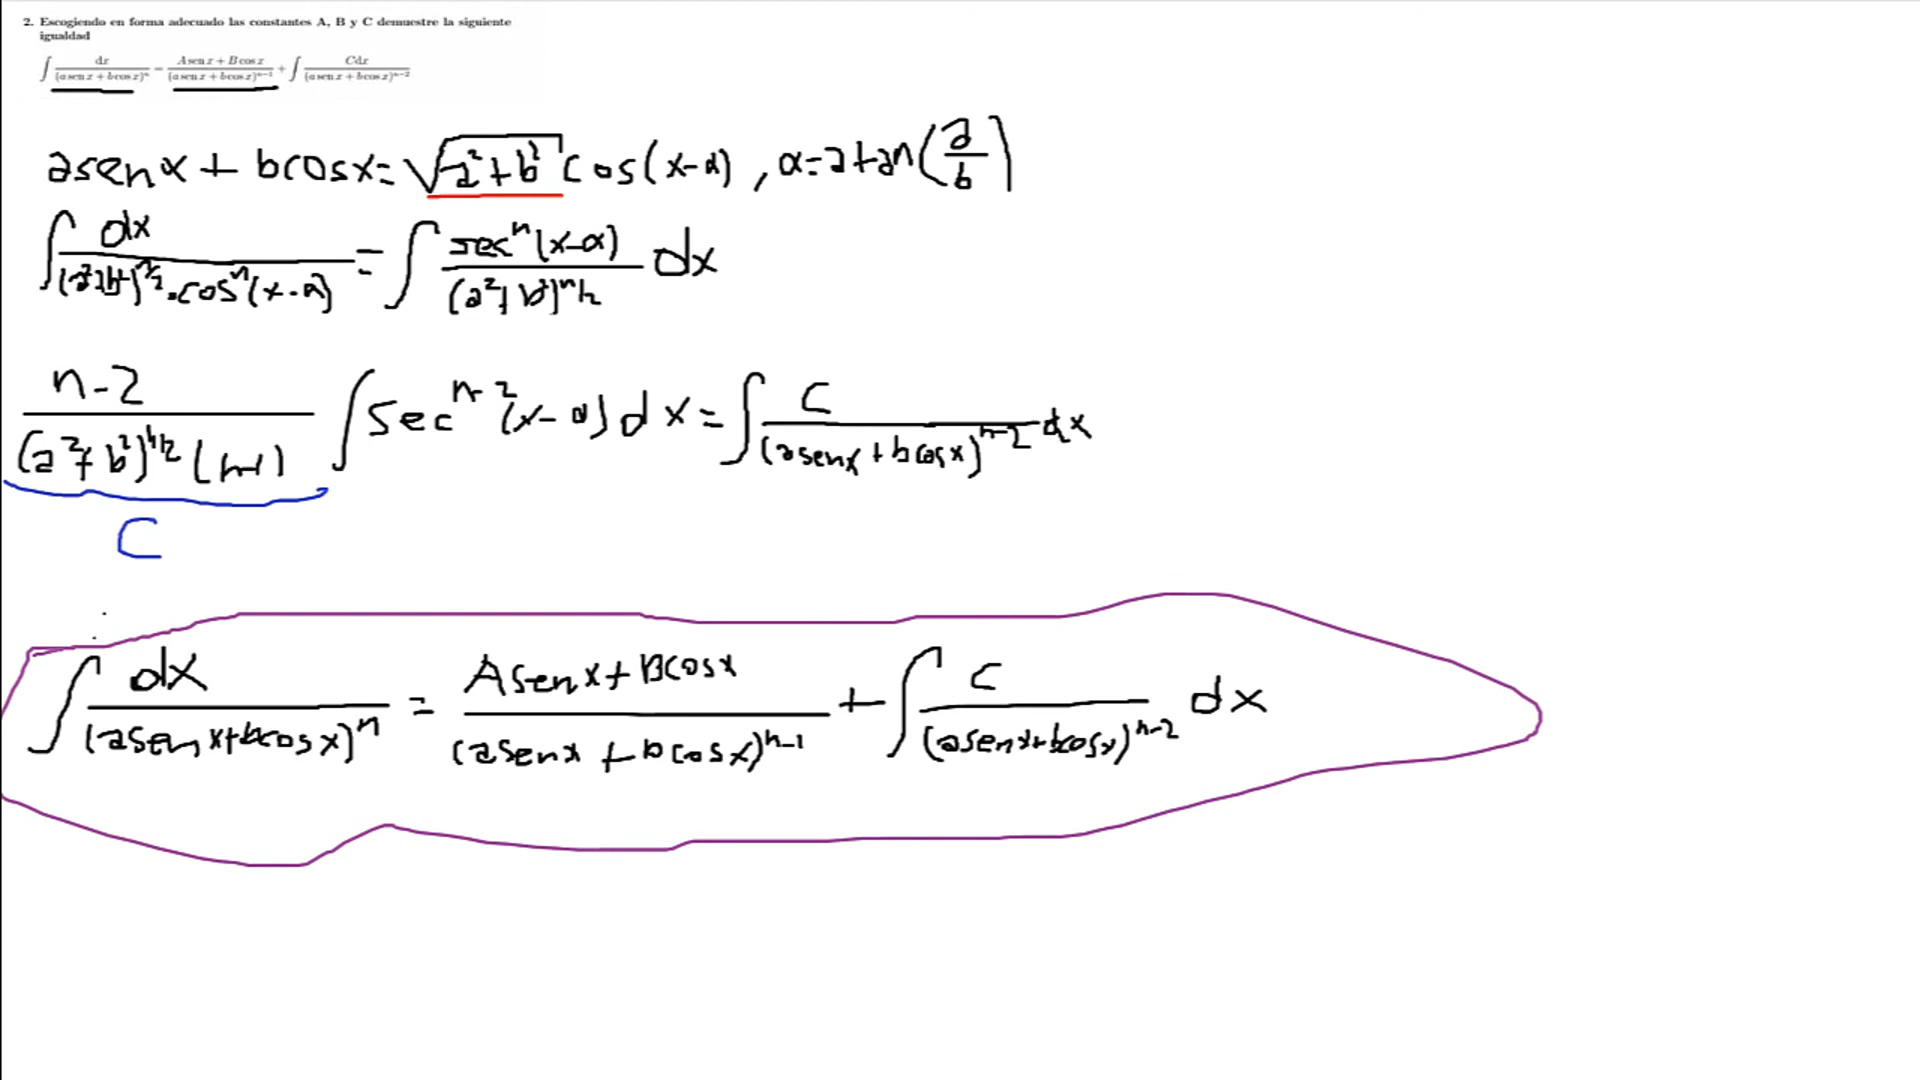 2. Escogiendo en forma adecuado las constantes A, B y C demuestre la siguiente
igualdad
∫ dx/(a sen x + b cos x)^n = (A sen x + B cos x)/(a sen x + b cos x)^{n-1} + ∫ C dx/(a sen x + b cos x)^{n-2}
asenx + bcosx = √(a²+b²) cos(x-α), α=atan(a/b)
∫ dx/((a²+b²)^{n/2}.cos^n(x-α)) = ∫ sec^n(x-α)/(a²+b²)^{n/2} dx
n-2/((a²+b²)^{n/2}(n-1)) ∫ sec^{n-2}(x-α)dx = ∫ C/(asenx+bcosx)^{n-2} dx
C
∫ dx/(asenx+bcosx)^n = (Asenx+Bcosx)/(asenx+bcosx)^{n-1} + ∫ C/(asenx+bcosx)^{n-2} dx